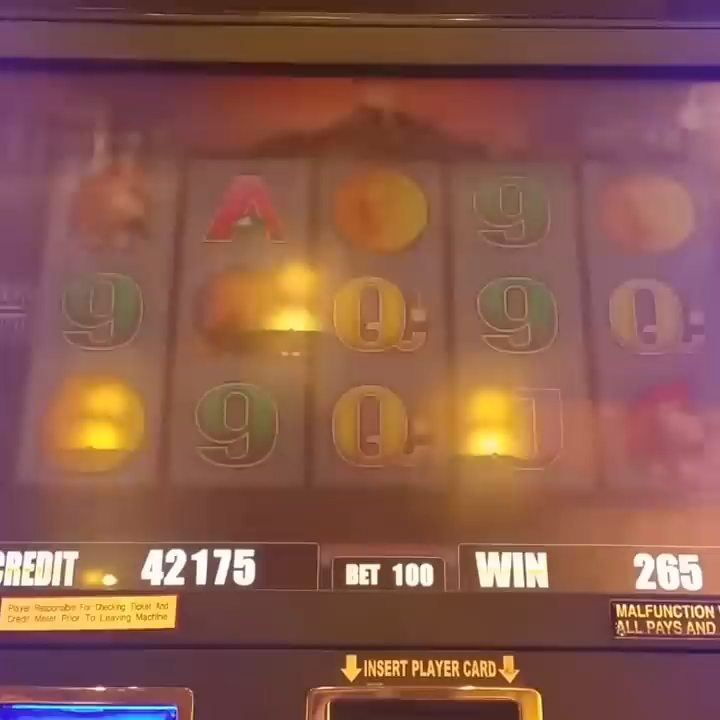 A 9
9 Q 9 Q
9 Q J
CREDIT 42175 BET 100 WIN 265
Player Responsible For Checking Ticket And
Credit Meter Prior To Leaving Machine
MALFUNCTION
ALL PAYS AND
INSERT PLAYER CARD